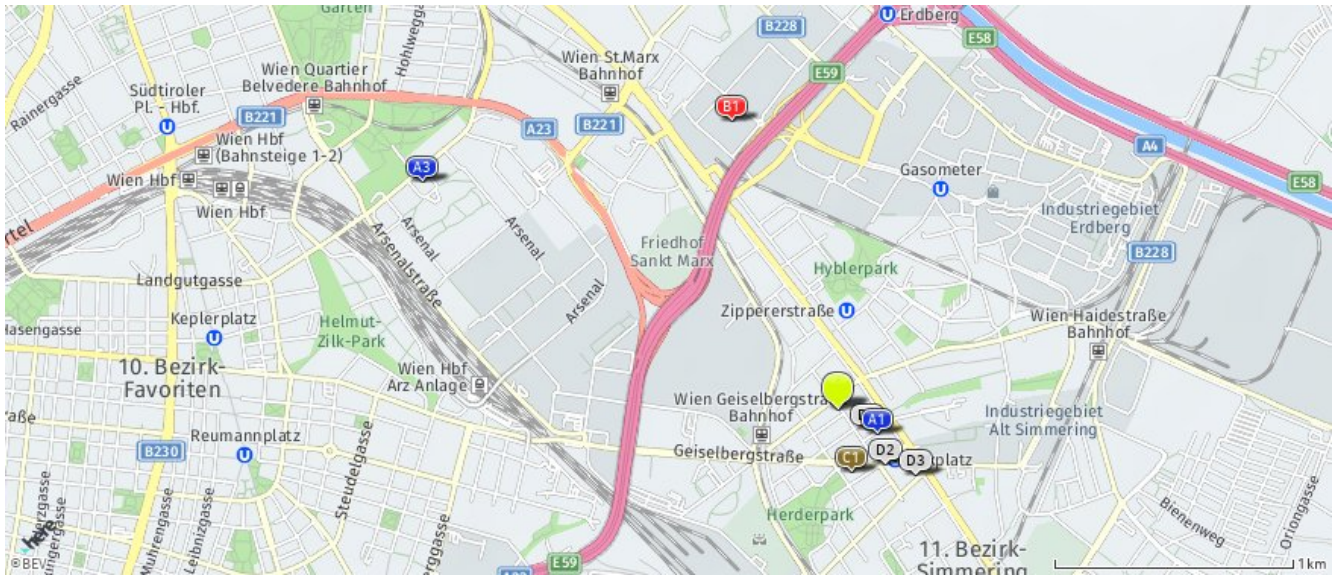 Garten
Hohlwegga
B228
Erdberg
E58
Wien St.Marx
Bahnhof
Wien Quartier
Belvedere Bahnhof
Südtiroler
Pl. - Hbf.
Rainergasse
E59
B1
B221
A23
B221
Wien Hbf
(Bahnsteige 1-2)
A4
A3
Wien Hbf
Gasometer
E58
Wien Hbf
Industriegebiet
Erdberg
Arsenal
Arsenal
Friedhof
Sankt Marx
B228
Arsenalstraße
Hyblerpark
Landgutgasse
Arsenal
Zippererstraße
Keplerplatz
Helmut-
Zilk-Park
Wien Haidestraße
Bahnhof
Hasengasse
10. Bezirk-
Favoriten
Wien Hbf
Arz Anlage
Wien Geiselbergstraße
Bahnhof
A1
Industriegebiet
Alt Simmering
Reumannplatz
B230
Geiselbergstraße
C1
D2
D3
platz
Steudelgasse
Herderpark
Bienenweg
Oriongasse
Muhrengasse
Leibnizgasse
11. Bezirk-
Simmering
here
© BEV
E59
1km